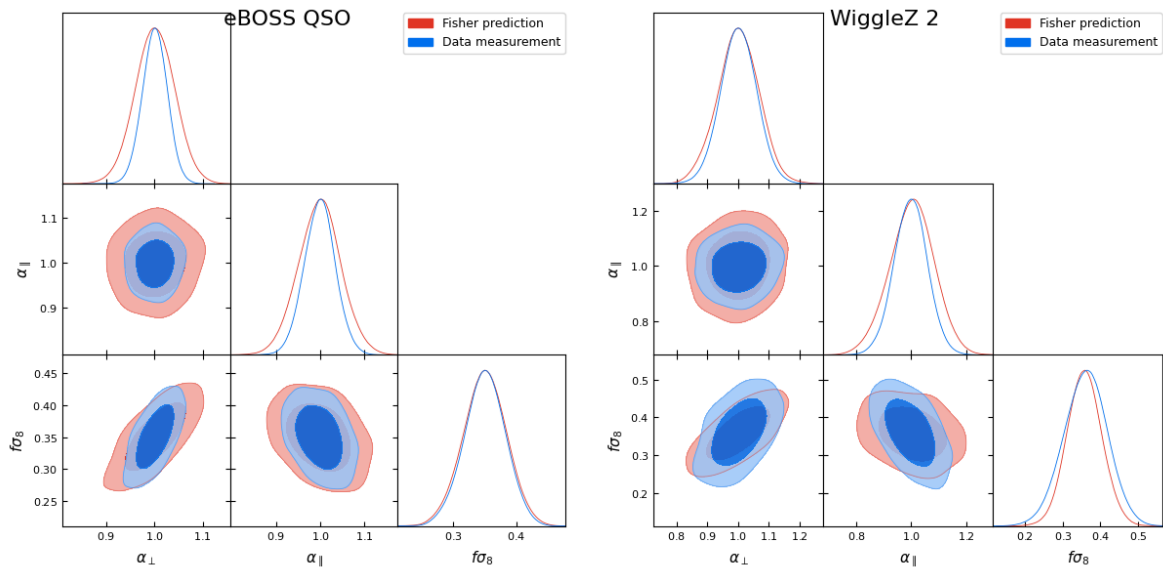 eBOSS QSO
Fisher prediction
Data measurement
1.1
1.0
0.9
α∥
0.45
0.40
0.35
0.30
0.25
fσ8
0.9 1.0 1.1
α⊥
0.9 1.0 1.1
α∥
0.3 0.4
fσ8
WiggleZ 2
Fisher prediction
Data measurement
1.2
1.0
0.8
α∥
0.5
0.4
0.3
0.2
fσ8
0.8 0.9 1.0 1.1 1.2
α⊥
0.8 1.0 1.2
α∥
0.2 0.3 0.4 0.5
fσ8